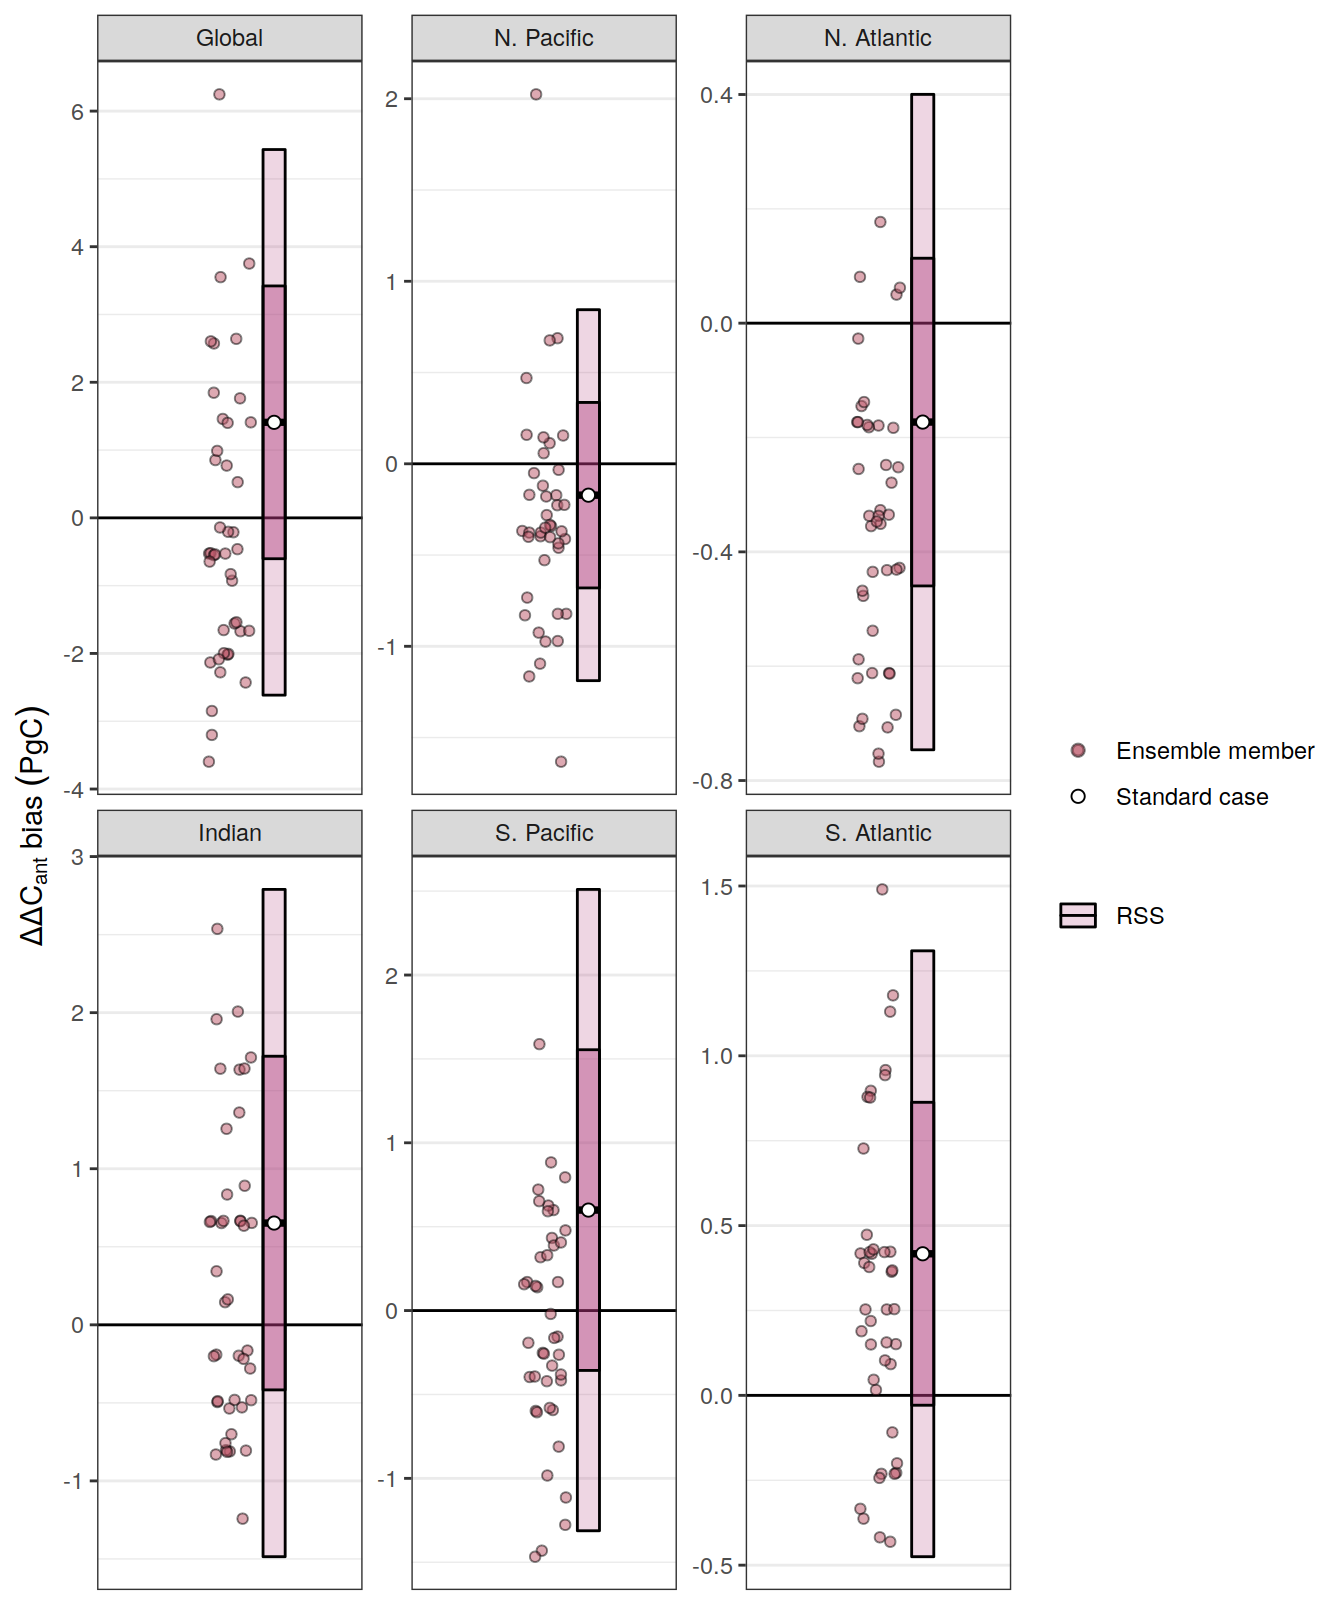 Global
N. Pacific
N. Atlantic
6
4
2
0
-2
-4
2
1
0
-1
0.4
0.0
-0.4
-0.8
ΔΔC_ant bias (PgC)
Ensemble member
Standard case
RSS
Indian
S. Pacific
S. Atlantic
3
2
1
0
-1
2
1
0
-1
1.5
1.0
0.5
0.0
-0.5